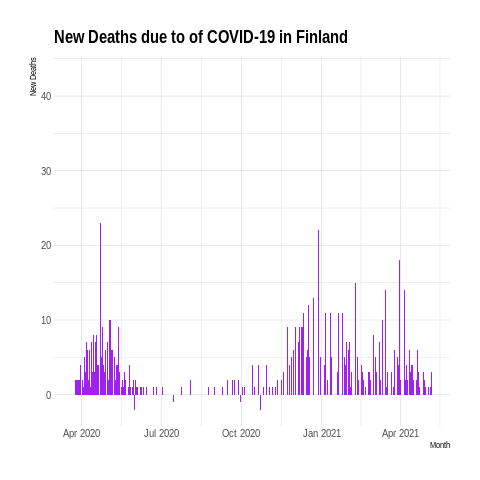 New Deaths due to of COVID-19 in Finland
New Deaths
40
30
20
10
0
Apr 2020 Jul 2020 Oct 2020 Jan 2021 Apr 2021
Month